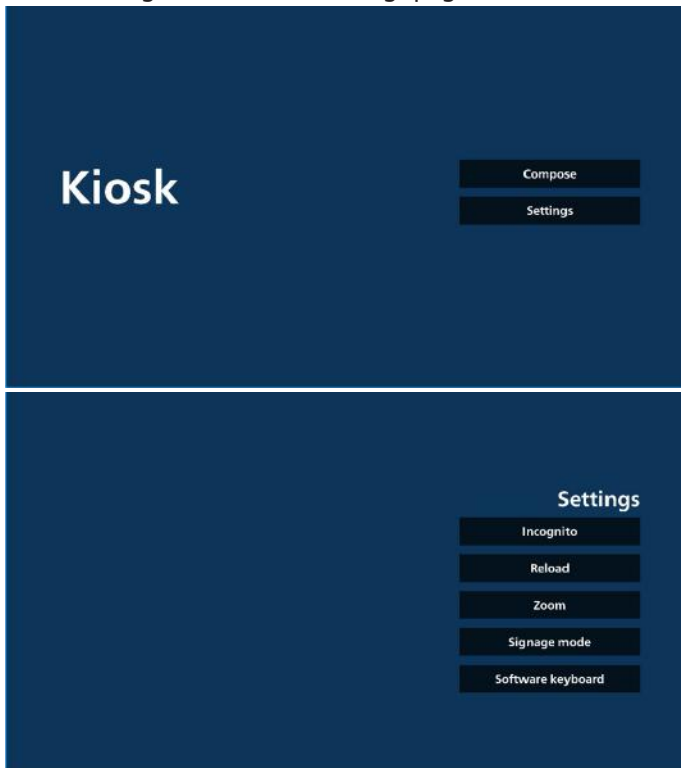 Kiosk
Compose
Settings
Settings
Incognito
Reload
Zoom
Signage mode
Software keyboard